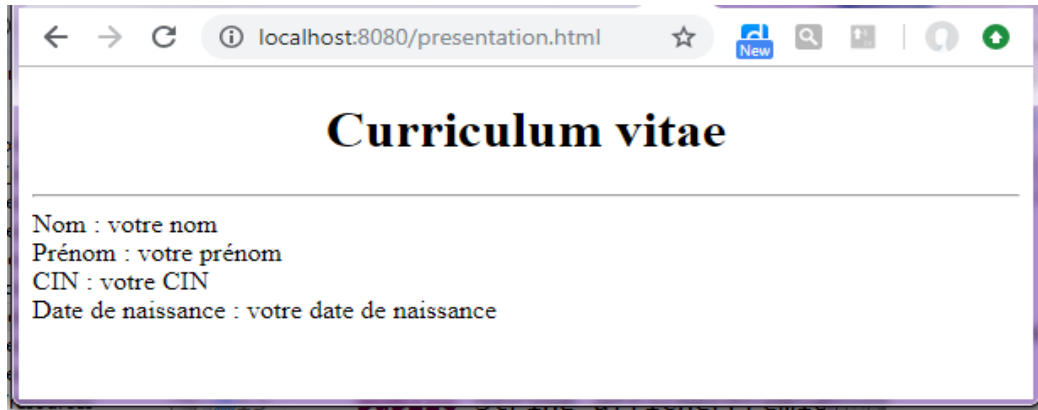 localhost:8080/presentation.html
New
Curriculum vitae
Nom : votre nom
Prénom : votre prénom
CIN : votre CIN
Date de naissance : votre date de naissance